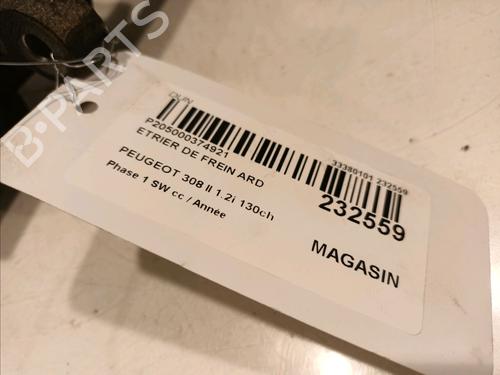 P205000374921
33380101 232559
ETRIER DE FREIN ARD
232559
PEUGEOT 308 II 1.2i 130ch
Phase 1 SW cc / Année
MAGASIN
B-PARTS